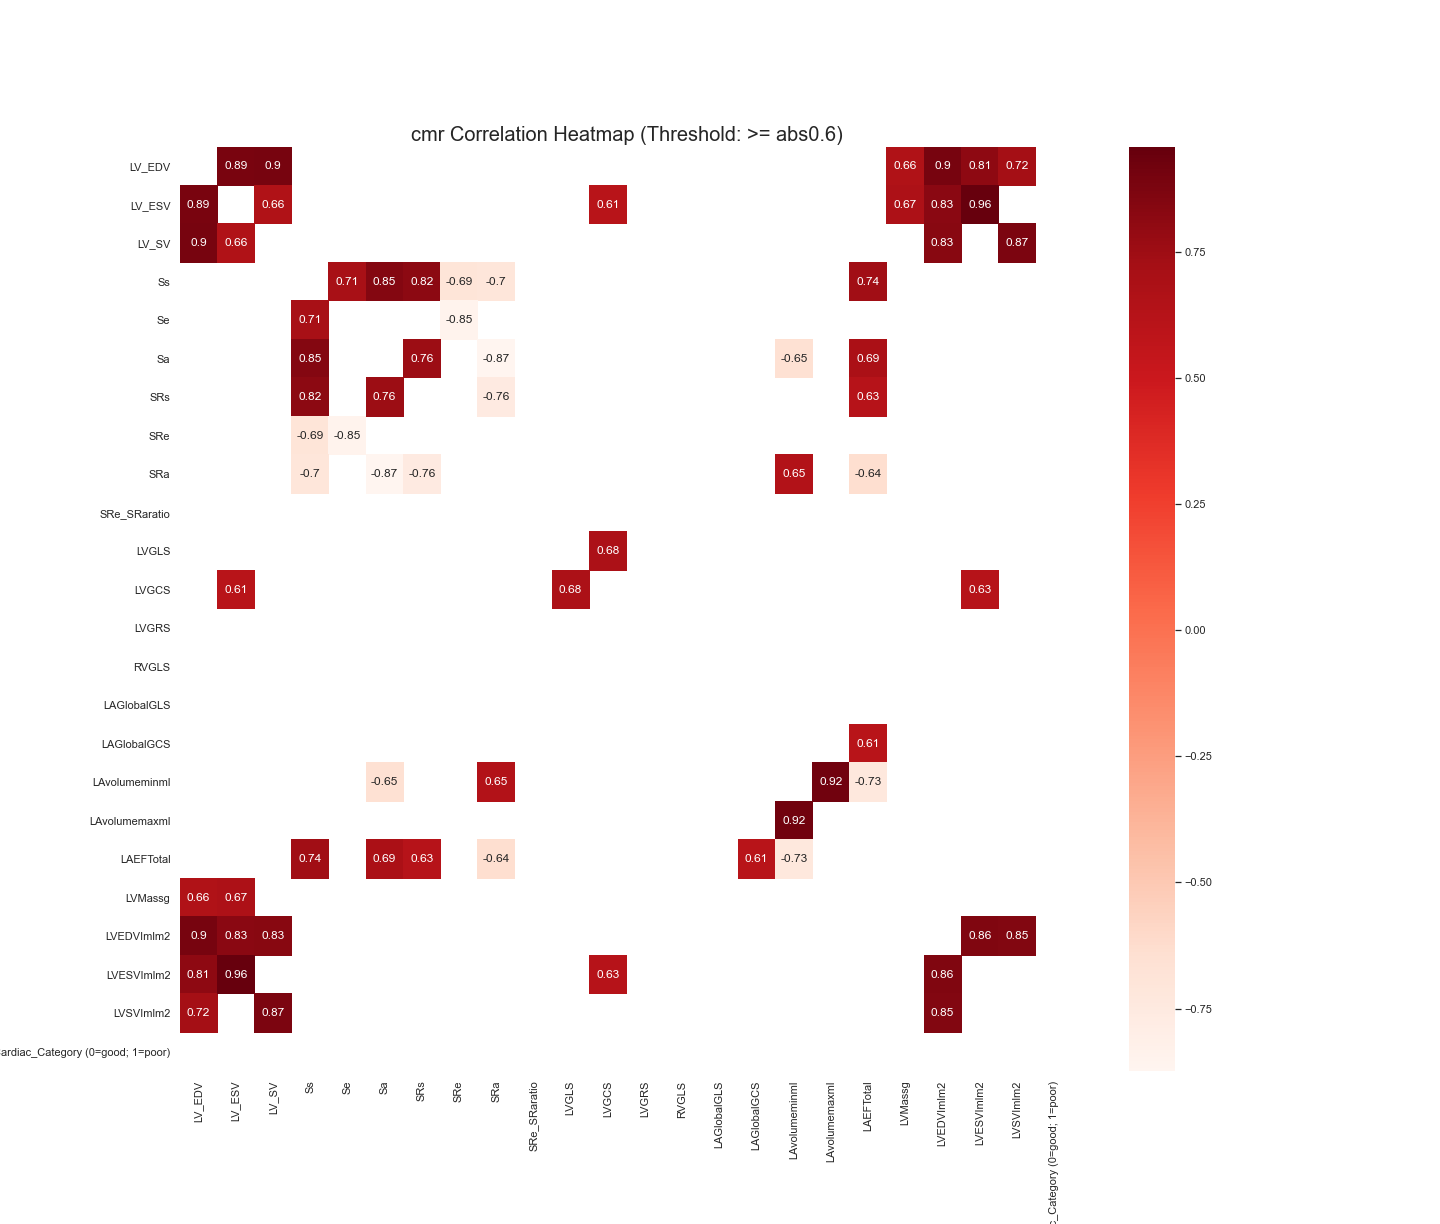 cmr Correlation Heatmap (Threshold: >= abs0.6)
LV_EDV 0.89 0.9 0.66 0.9 0.81 0.72
LV_ESV 0.89 0.66 0.61 0.67 0.83 0.96
LV_SV 0.9 0.66 0.83 0.87
Ss 0.71 0.85 0.82 -0.69 -0.7 0.74
Se 0.71 -0.85
Sa 0.85 0.76 -0.87 -0.65 0.69
SRs 0.82 0.76 -0.76 0.63
SRe -0.69 -0.85
SRa -0.7 -0.87 -0.76 0.65 -0.64
SRe_SRaratio
LVGLS 0.68
LVGCS 0.61 0.68 0.63
LVGRS
RVGLS
LAGlobalGLS
LAGlobalGCS 0.61
LAvolumeminml -0.65 0.65 0.92 -0.73
LAvolumemaxml 0.92
LAEFTotal 0.74 0.69 0.63 -0.64 0.61 -0.73
LVMassg 0.66 0.67
LVEDVImlm2 0.9 0.83 0.83 0.86 0.85
LVESVImlm2 0.81 0.96 0.63 0.86
LVSVImlm2 0.72 0.87 0.85
ardiac_Category (0=good; 1=poor)
LV_EDV
LV_ESV
LV_SV
Ss
Se
Sa
SRs
SRe
SRa
SRe_SRaratio
LVGLS
LVGCS
LVGRS
RVGLS
LAGlobalGLS
LAGlobalGCS
LAvolumeminml
LAvolumemaxml
LAEFTotal
LVMassg
LVEDVImlm2
LVESVImlm2
LVSVImlm2
c_Category (0=good; 1=poor)
0.75
0.50
0.25
0.00
−0.25
−0.50
−0.75